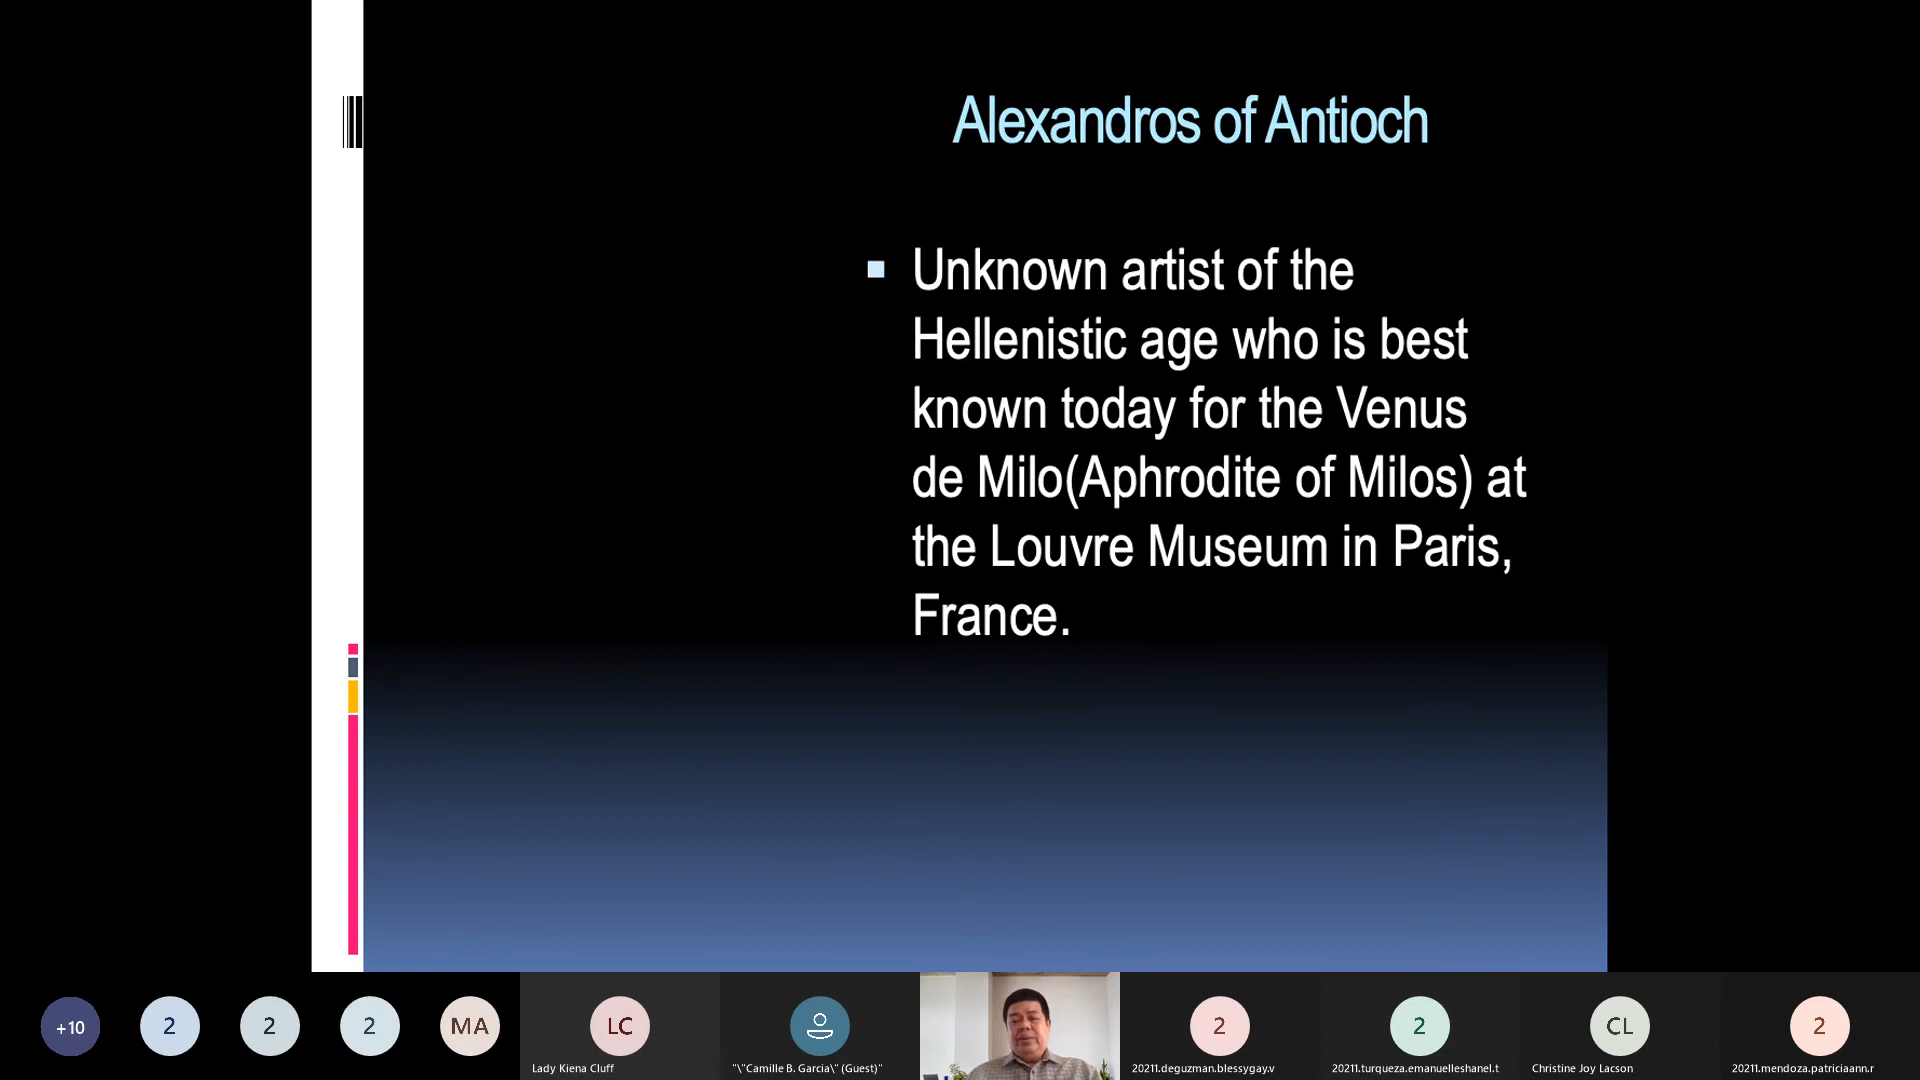 Alexandros of Antioch
Unknown artist of the
Hellenistic age who is best
known today for the Venus
de Milo(Aphrodite of Milos) at
the Louvre Museum in Paris,
France.
+10
2
2
2
MA
LC
2
2
CL
2
Lady Kiena Cluff
"\"Camille B. Garcia\" (Guest)"
20211.deguzman.blessygay.v
20211.turqueza.emanuelleshanel.t
Christine Joy Lacson
20211.mendoza.patriciaann.r